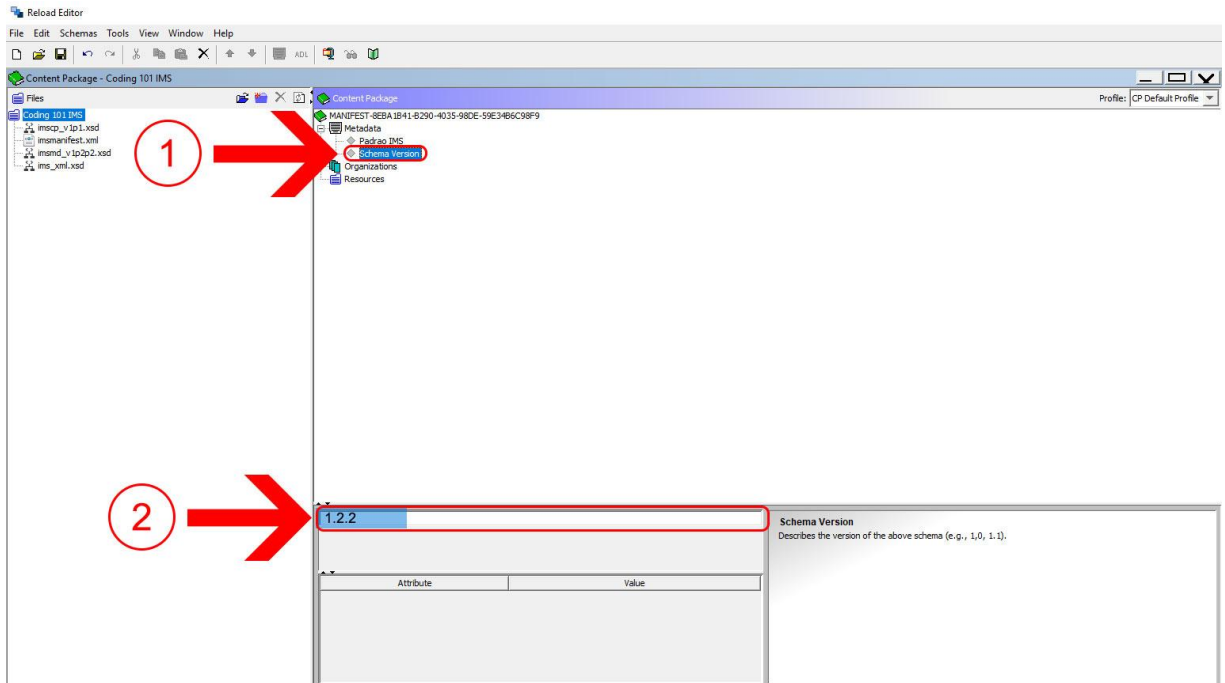 Reload Editor
File Edit Schemas Tools View Window Help
ADL
Content Package - Coding 101 IMS
Files
Content Package
Profile: CP Default Profile
Coding 101 IMS
imscp_v1p1.xsd
imsmanifest.xml
imsmd_v1p2p2.xsd
ims_xml.xsd
MANIFEST-8EBA1B41-B290-4035-98DE-59E34B6C98F9
Metadata
Padrao IMS
Schema Version
Organizations
Resources
1
2
1.2.2
Schema Version
Describes the version of the above schema (e.g., 1,0, 1.1).
Attribute Value